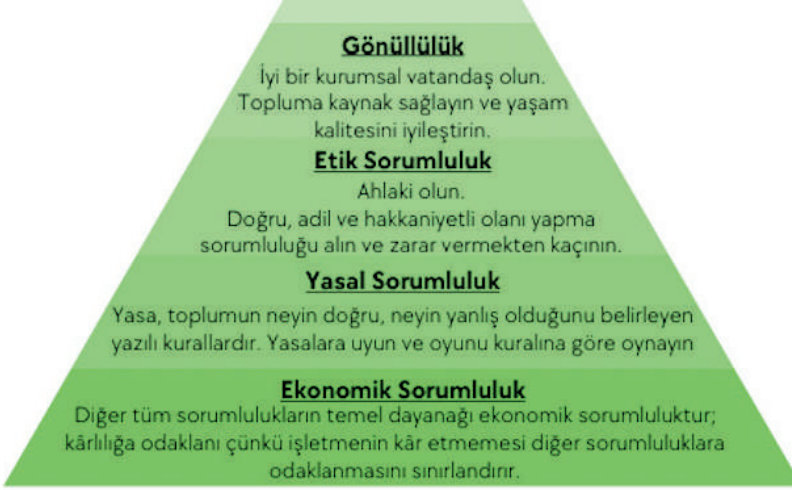 Gönüllülük
İyi bir kurumsal vatandaş olun.
Topluma kaynak sağlayın ve yaşam
kalitesini iyileştirin.
Etik Sorumluluk
Ahlaki olun.
Doğru, adil ve hakkaniyetli olanı yapma
sorumluluğu alın ve zarar vermekten kaçının.
Yasal Sorumluluk
Yasa, toplumun neyin doğru, neyin yanlış olduğunu belirleyen
yazılı kurallardır. Yasalara uyun ve oyunu kuralına göre oynayın
Ekonomik Sorumluluk
Diğer tüm sorumlulukların temel dayanağı ekonomik sorumluluktur;
kârlılığa odaklanı çünkü işletmenin kâr etmemesi diğer sorumluluklara
odaklanmasını sınırlandırır.